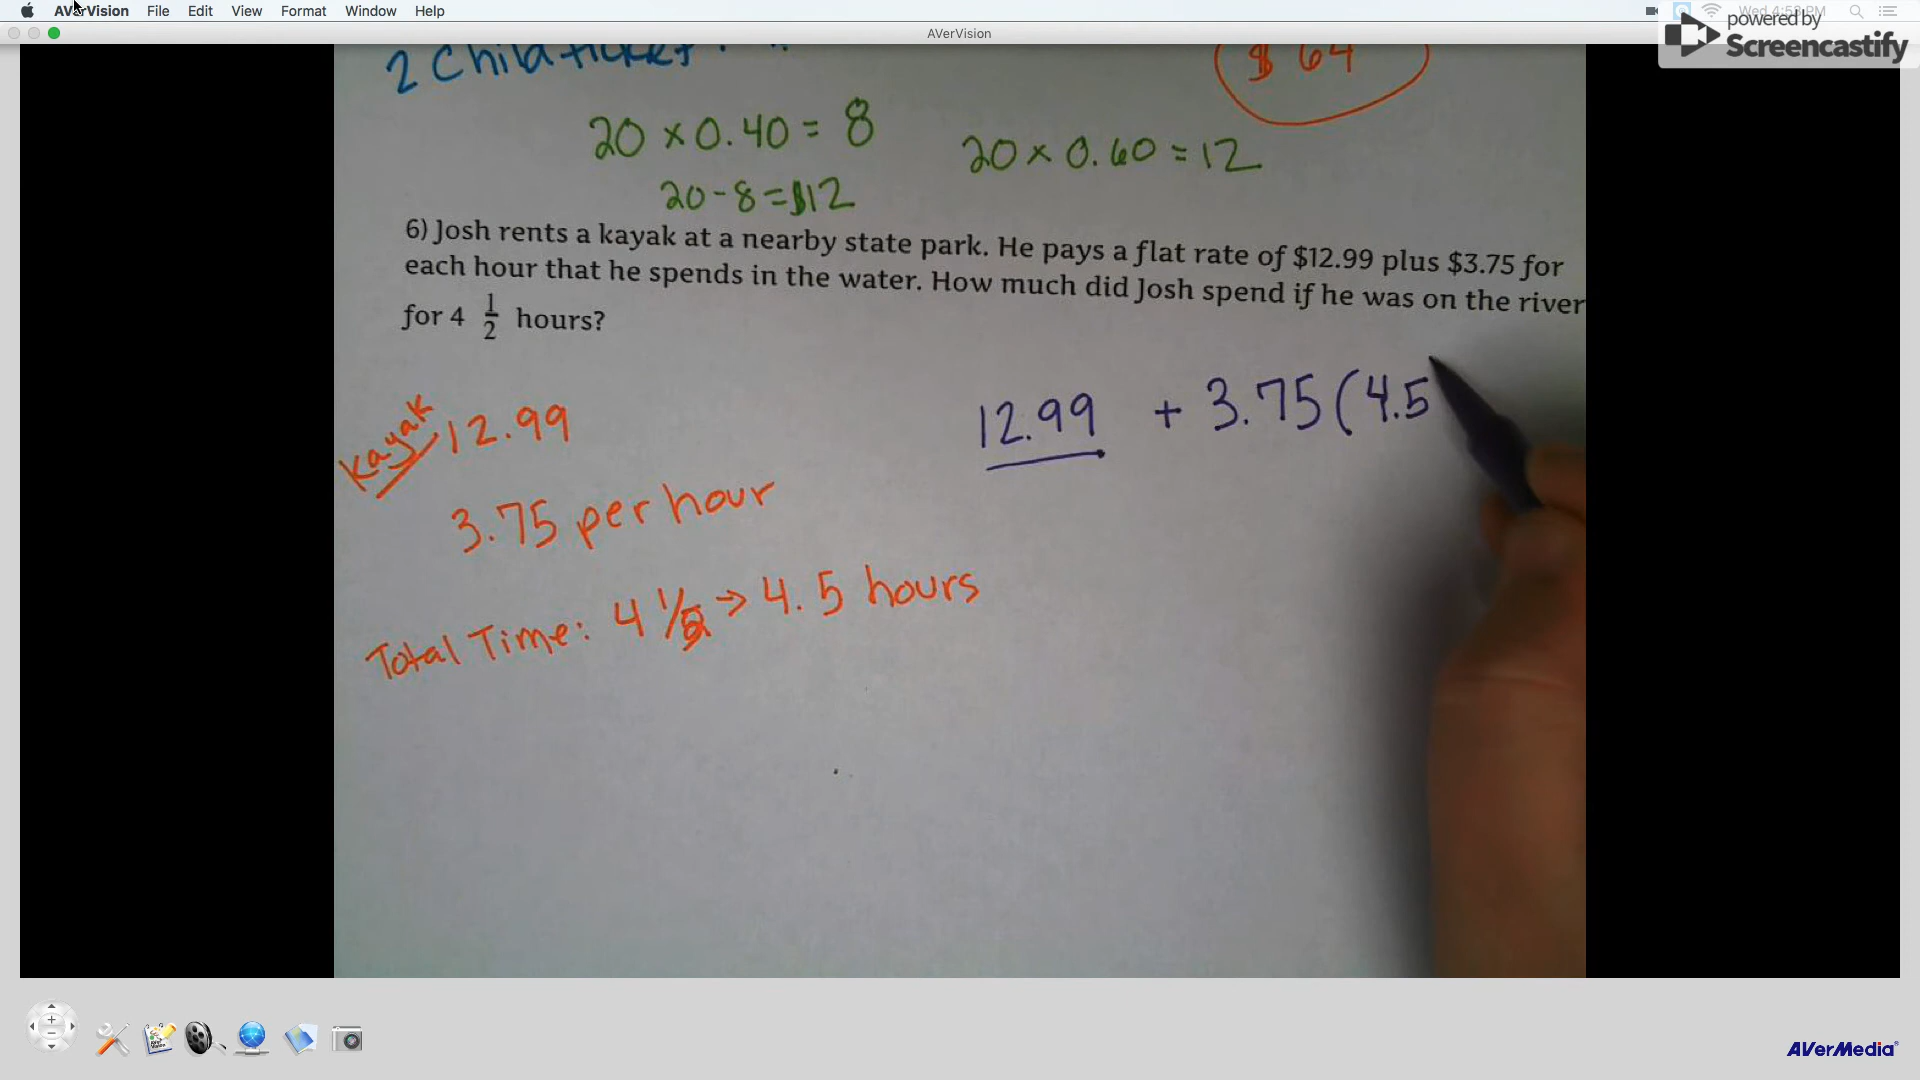 AVerVision File Edit View Format Window Help
AVerVision
powered by
Screencastify
2 Child ticket
$ 64
20 x 0.40 = 8
20 x 0.60 = 12
20 - 8 = $12
6) Josh rents a kayak at a nearby state park. He pays a flat rate of $12.99 plus $3.75 for
each hour that he spends in the water. How much did Josh spend if he was on the river
for 4 1/2 hours?
Kayak 12.99
12.99 + 3.75(4.5
3.75 per hour
Total Time: 4 1/2 → 4.5 hours
AVerMedia